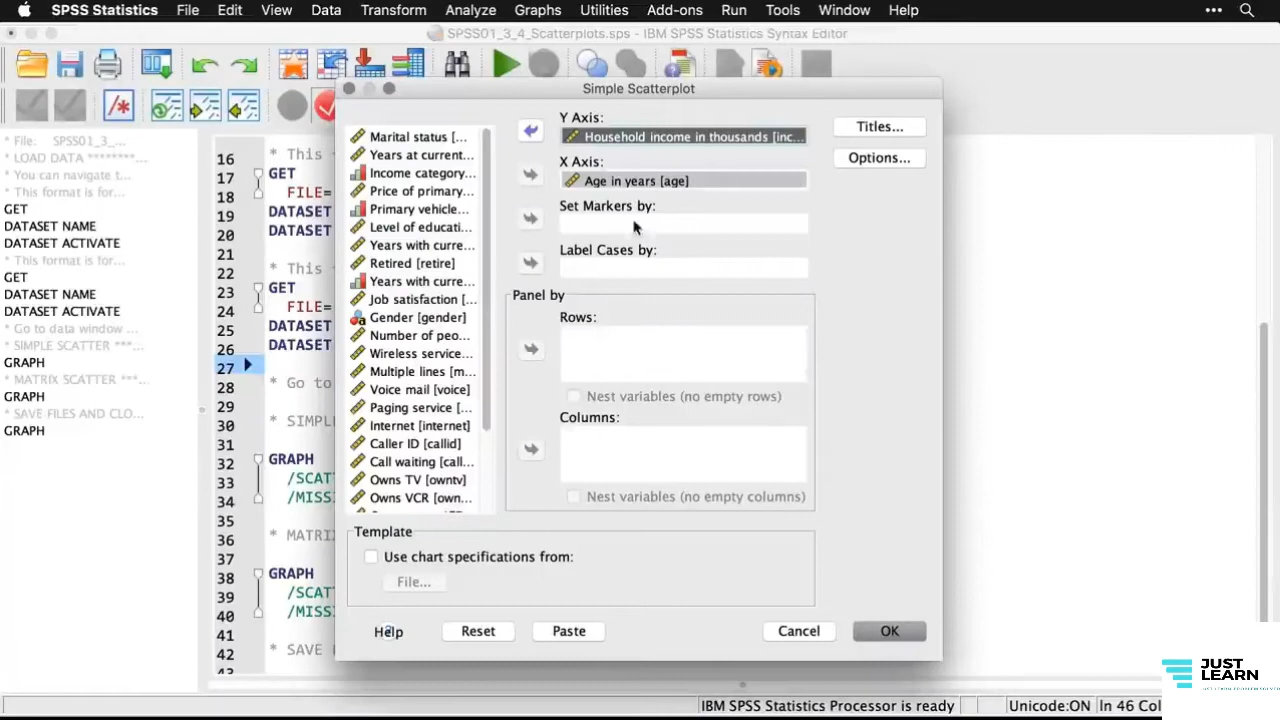 SPSS Statistics File Edit View Data Transform Analyze Graphs Utilities Add-ons Run Tools Window Help
SPSS01_3_4_Scatterplots.sps - IBM SPSS Statistics Syntax Editor
* File: SPSS01_3_...
* LOAD DATA ********...
* You can navigate t...
* This format is for...
GET
DATASET NAME
DATASET ACTIVATE
* This format is for...
GET
DATASET NAME
DATASET ACTIVATE
* Go to data window ...
* SIMPLE SCATTER ***...
GRAPH
* MATRIX SCATTER ***...
GRAPH
* SAVE FILES AND CLO...
GRAPH
16 * This
17 GET
18 FILE=
19 DATASET
20 DATASET
21
22 * This
23 GET
24 FILE=
25 DATASET
26 DATASET
27
28 * Go to
29
30 * SIMPL
31
32 GRAPH
33 /SCAT
34 /MISS
35
36 * MATRI
37
38 GRAPH
39 /SCAT
40 /MISS
41
42 * SAVE
43
Simple Scatterplot
Marital status [...
Years at current...
Income category...
Price of primary...
Primary vehicle...
Level of educati...
Years with curre...
Retired [retire]
Years with curre...
Job satisfaction [...
Gender [gender]
Number of peo...
Wireless service...
Multiple lines [m...
Voice mail [voice]
Paging service [...
Internet [internet]
Caller ID [callid]
Call waiting [call...
Owns TV [owntv]
Owns VCR [own...
Y Axis:
Household income in thousands [inc...
X Axis:
Age in years [age]
Set Markers by:
Label Cases by:
Titles...
Options...
Panel by
Rows:
Nest variables (no empty rows)
Columns:
Nest variables (no empty columns)
Template
Use chart specifications from:
File...
Help Reset Paste Cancel OK
IBM SPSS Statistics Processor is ready Unicode:ON In 46 Col
JUST
LEARN